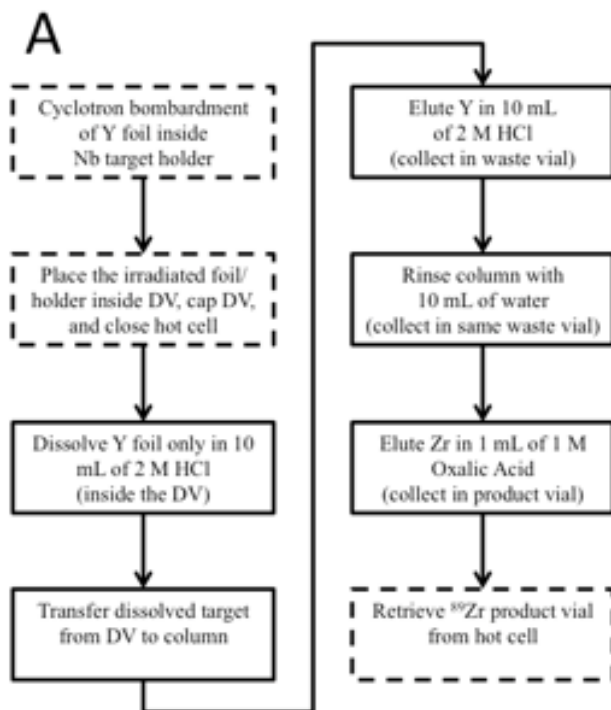 A
Cyclotron bombardment
of Y foil inside
Nb target holder
Place the irradiated foil/
holder inside DV, cap DV,
and close hot cell
Dissolve Y foil only in 10
mL of 2 M HCl
(inside the DV)
Transfer dissolved target
from DV to column
Elute Y in 10 mL
of 2 M HCl
(collect in waste vial)
Rinse column with
10 mL of water
(collect in same waste vial)
Elute Zr in 1 mL of 1 M
Oxalic Acid
(collect in product vial)
Retrieve ⁸⁹Zr product vial
from hot cell